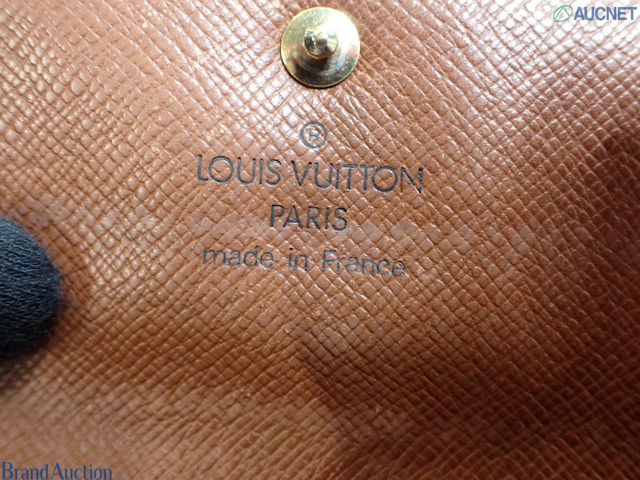 AUCNET
®
LOUIS VUITTON
PARIS
made in France
Brand Auction